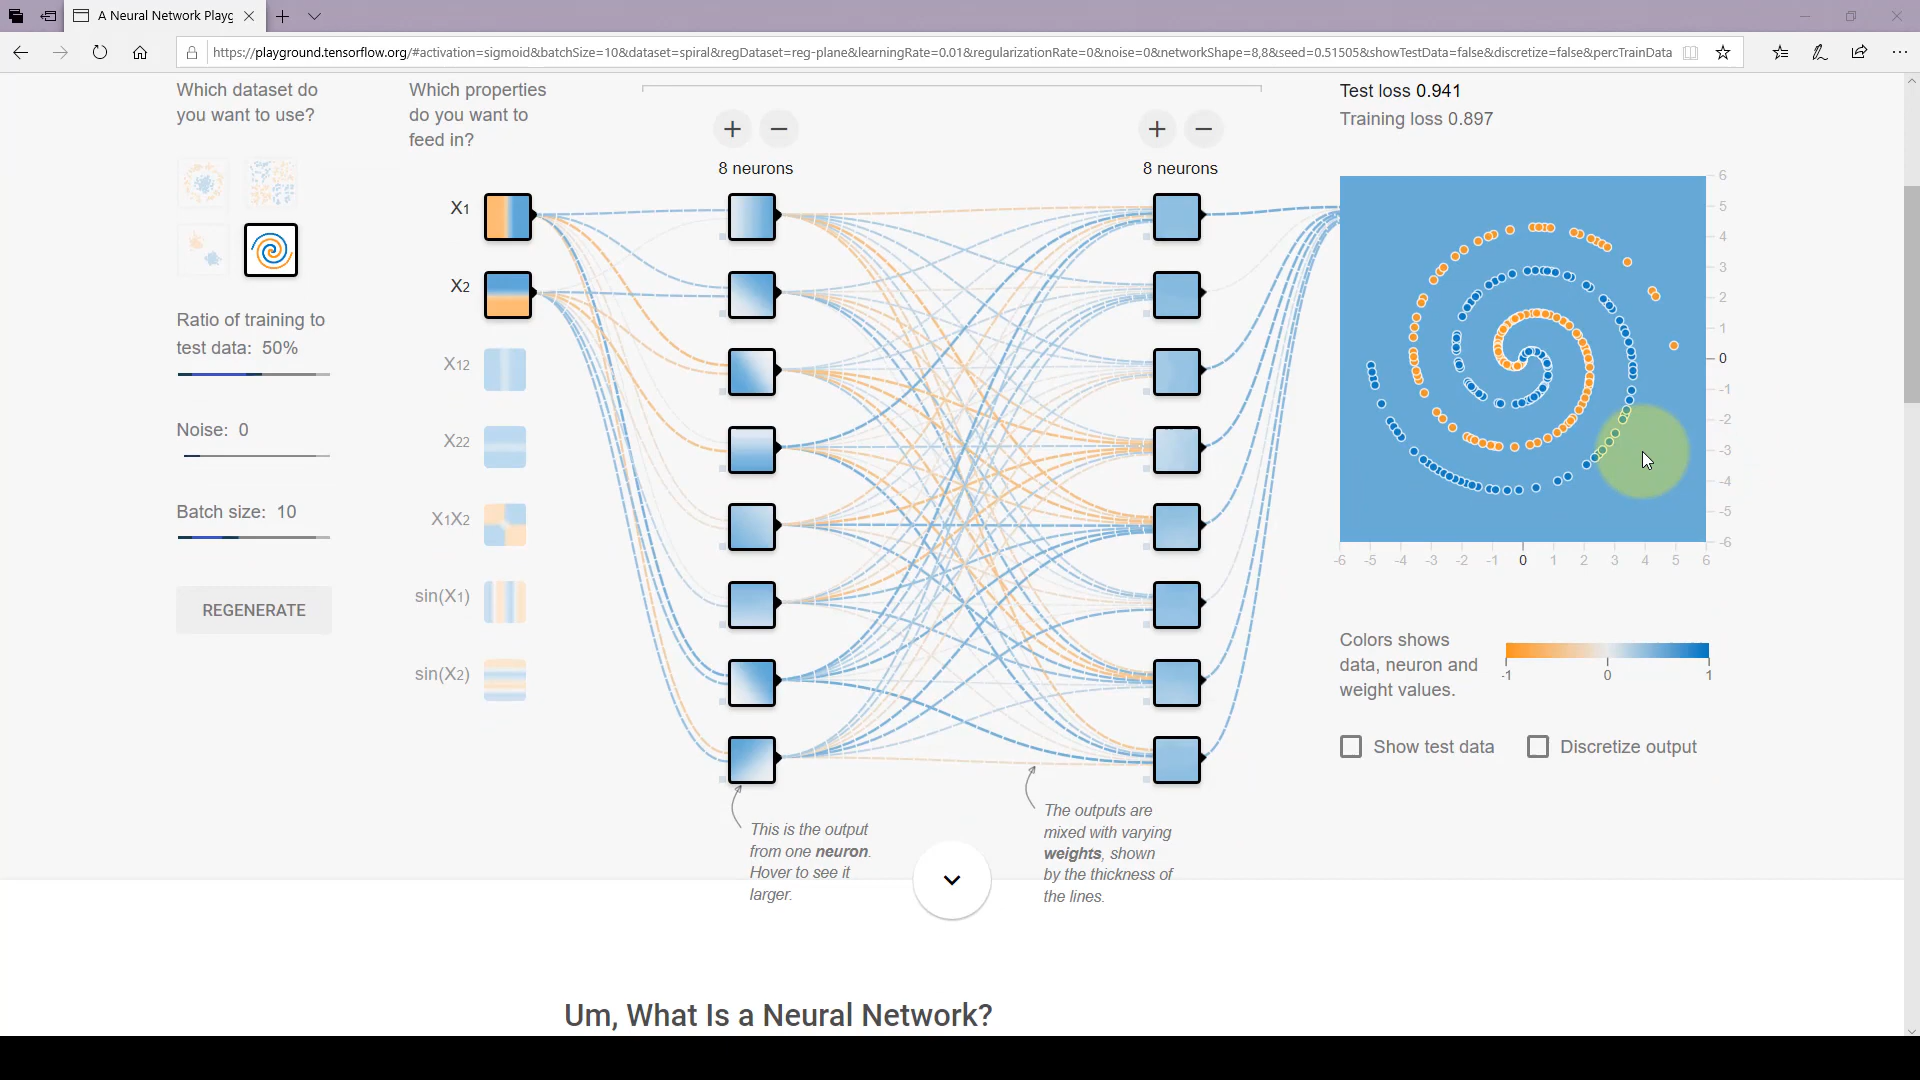 A Neural Network Playg
https://playground.tensorflow.org/#activation=sigmoid&batchSize=10&dataset=spiral&regDataset=reg-plane&learningRate=0.01&regularizationRate=0&noise=0&networkShape=8,8&seed=0.51505&showTestData=false&discretize=false&percTrainData
Which dataset do
you want to use?
Ratio of training to
test data: 50%
Noise: 0
Batch size: 10
REGENERATE
Which properties
do you want to
feed in?
X1
X2
X12
X22
X1X2
sin(X1)
sin(X2)
8 neurons
8 neurons
This is the output
from one neuron.
Hover to see it
larger.
The outputs are
mixed with varying
weights, shown
by the thickness of
the lines.
Test loss 0.941
Training loss 0.897
6
5
4
3
2
1
0
-1
-2
-3
-4
-5
-6
-6 -5 -4 -3 -2 -1 0 1 2 3 4 5 6
Colors shows
data, neuron and
weight values.
-1 0 1
Show test data
Discretize output
Um, What Is a Neural Network?